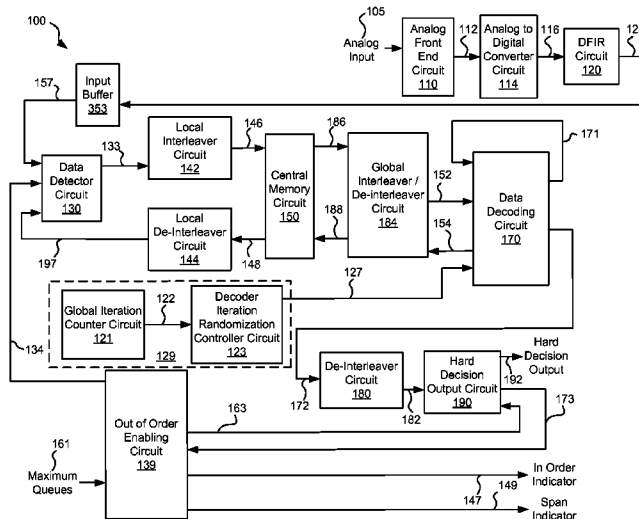 100
105
Analog
Input
Analog
Front
End
Circuit
110
112
Analog to
Digital
Converter
Circuit
114
116
DFIR
Circuit
120
157
Input
Buffer
353
133
Local
Interleaver
Circuit
142
146
186
171
Data
Detector
Circuit
130
Central
Memory
Circuit
150
Global
Interleaver /
De-interleaver
Circuit
184
152
Data
Decoding
Circuit
170
188
154
Local
De-Interleaver
Circuit
144
148
197
127
Global Iteration
Counter Circuit
121
122
Decoder
Iteration
Randomization
Controller Circuit
123
129
134
Hard
Decision
Output
172
De-Interleaver
Circuit
180
182
Hard
Decision
Output Circuit
190
192
173
163
161
Maximum
Queues
Out of Order
Enabling
Circuit
139
In Order
Indicator
147
149
Span
Indicator